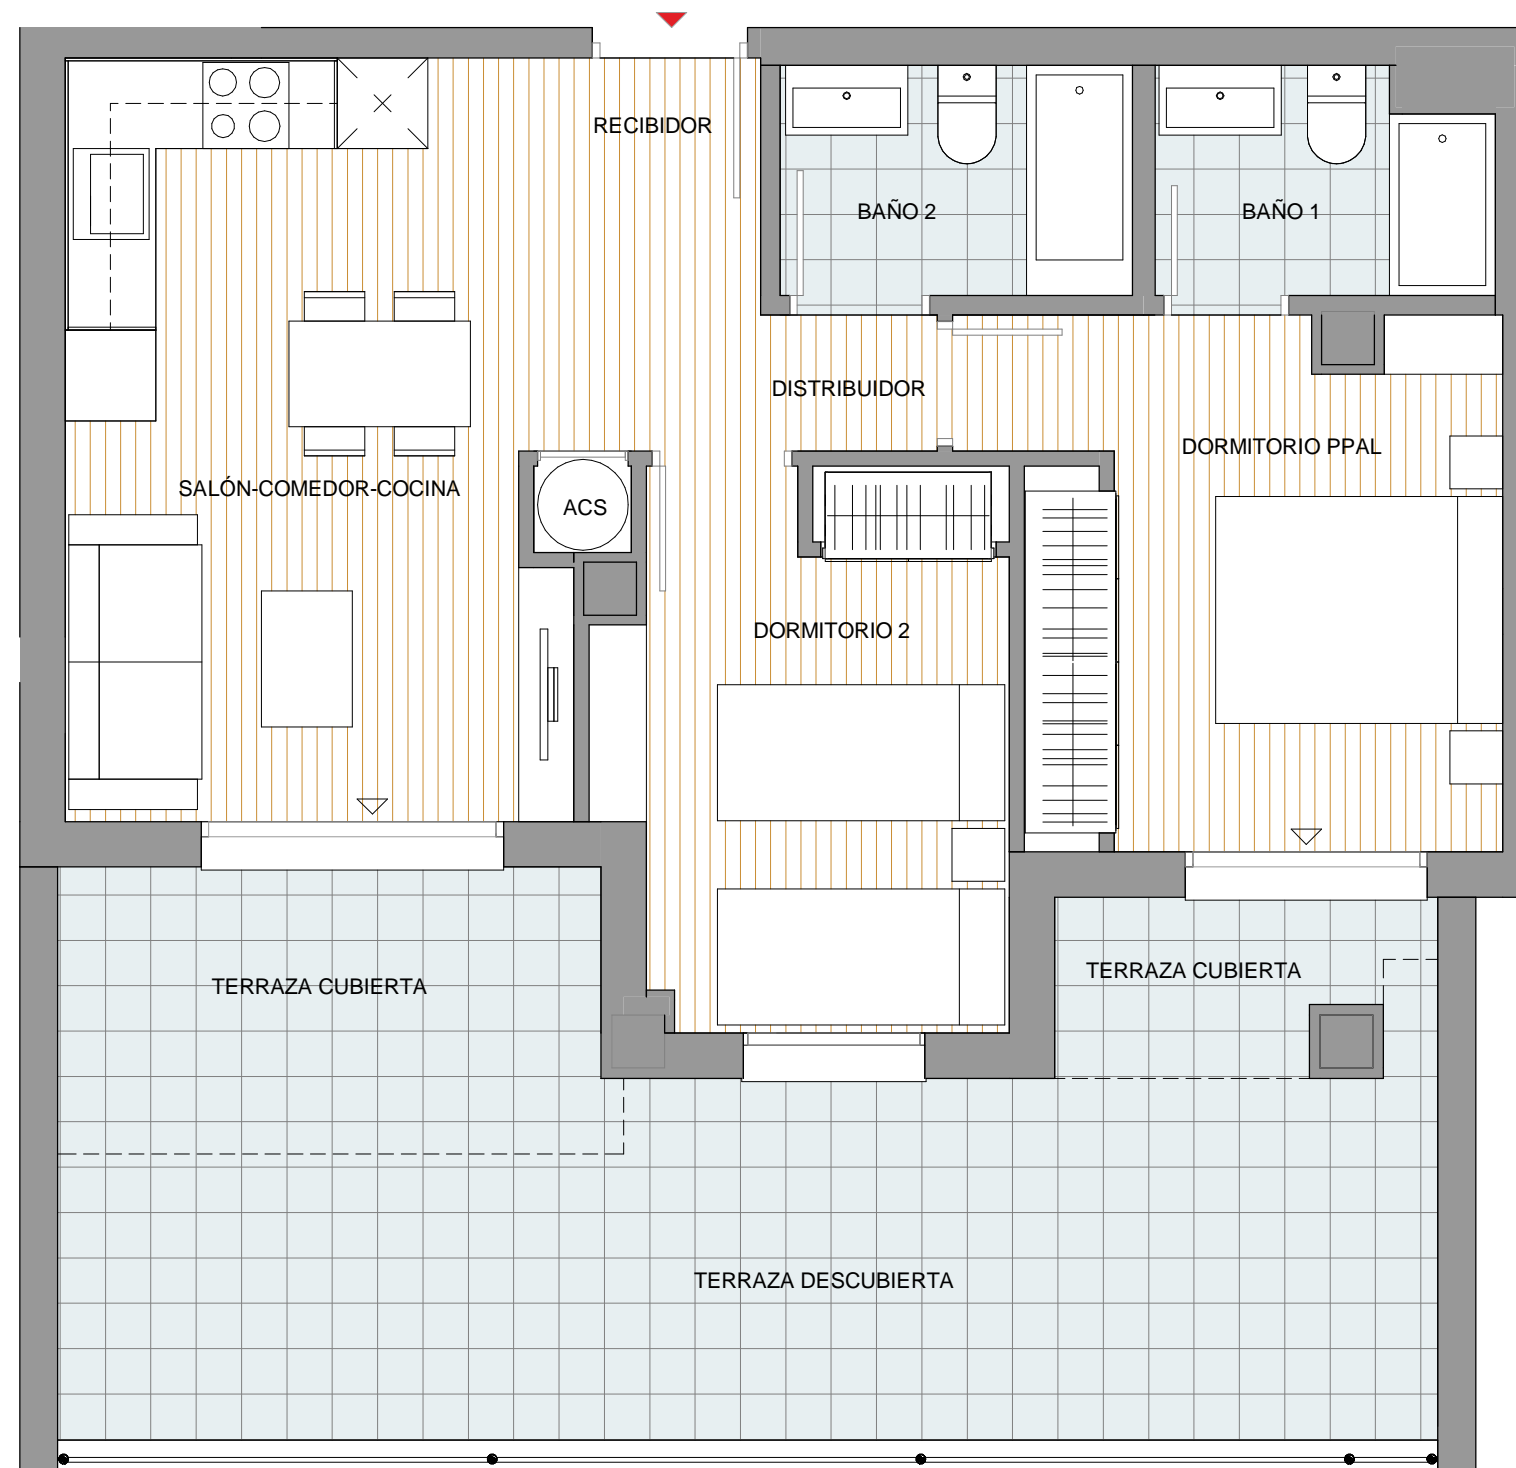 RECIBIDOR
BAÑO 2
BAÑO 1
DISTRIBUIDOR
DORMITORIO PPAL
SALÓN-COMEDOR-COCINA
ACS
DORMITORIO 2
TERRAZA CUBIERTA
TERRAZA CUBIERTA
TERRAZA DESCUBIERTA